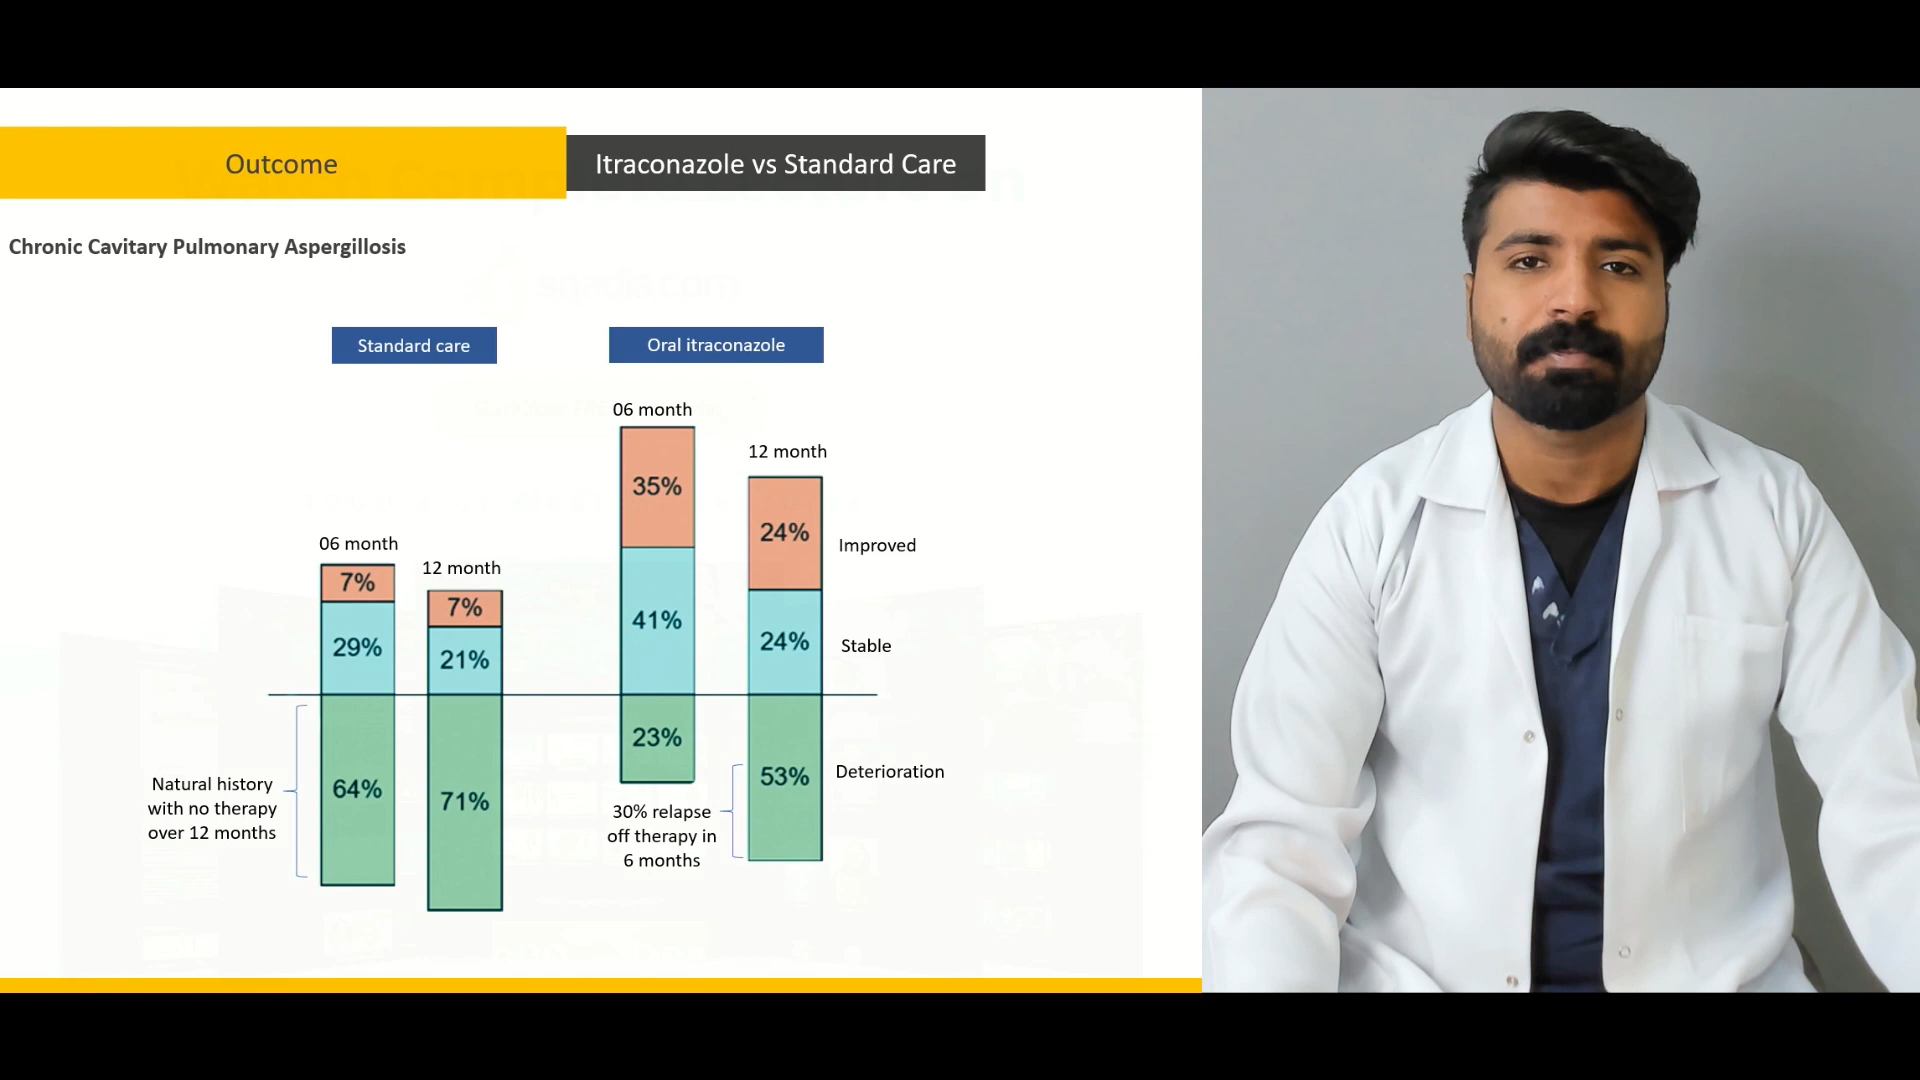 Outcome
Itraconazole vs Standard Care
Chronic Cavitary Pulmonary Aspergillosis
Standard care
Oral itraconazole
06 month
12 month
06 month
12 month
7%
29%
64%
7%
21%
71%
35%
41%
23%
24%
24%
53%
Improved
Stable
Deterioration
Natural history
with no therapy
over 12 months
30% relapse
off therapy in
6 months